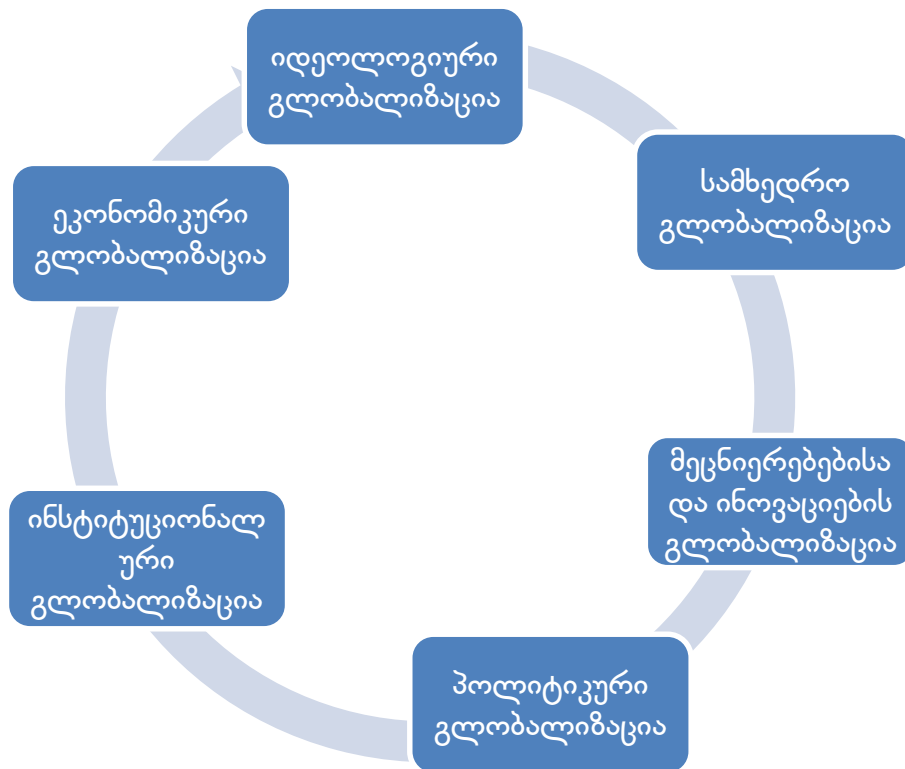 იდეოლოგიური
გლობალიზაცია
სამხედრო
გლობალიზაცია
მეცნიერებებისა
და ინოვაციების
გლობალიზაცია
პოლიტიკური
გლობალიზაცია
ინსტიტუციონალ
ური
გლობალიზაცია
ეკონომიკური
გლობალიზაცია